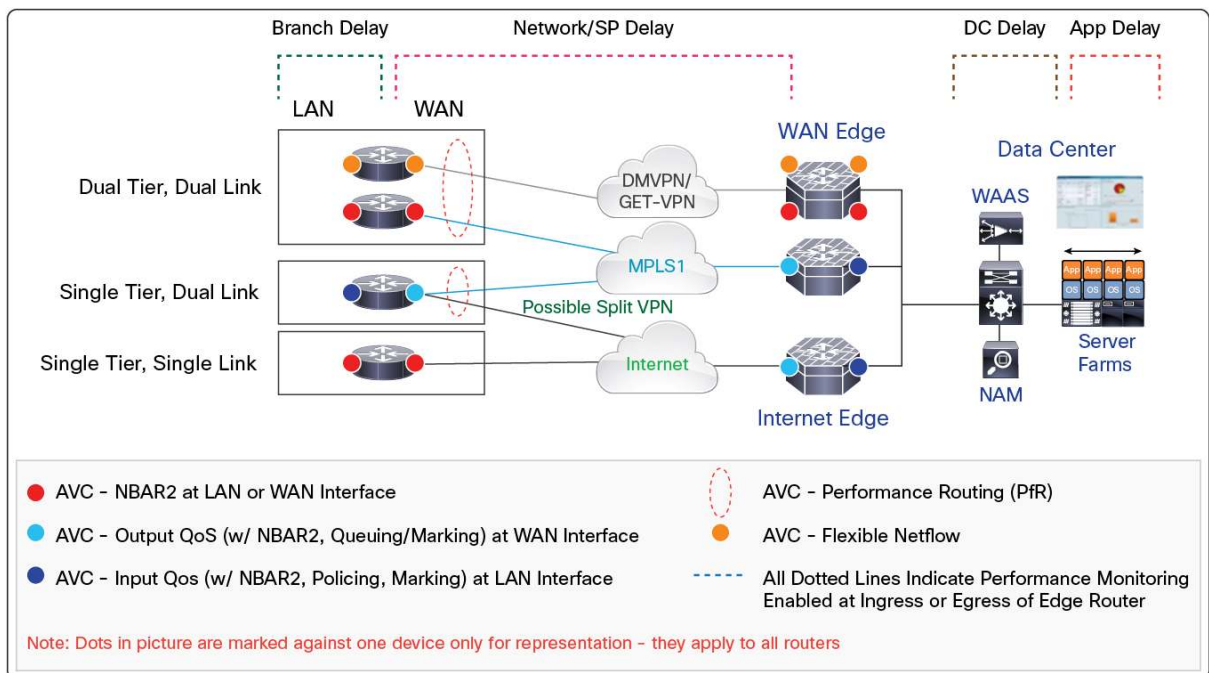 Branch Delay
Network/SP Delay
DC Delay
App Delay
LAN
WAN
WAN Edge
Data Center
Dual Tier, Dual Link
DMVPN/
GET-VPN
WAAS
MPLS1
Single Tier, Dual Link
Possible Split VPN
App App App App
OS OS OS OS
Single Tier, Single Link
Internet
Server
Farms
Internet Edge
NAM
AVC - NBAR2 at LAN or WAN Interface
AVC - Output QoS (w/ NBAR2, Queuing/Marking) at WAN Interface
AVC - Input Qos (w/ NBAR2, Policing, Marking) at LAN Interface
AVC - Performance Routing (PfR)
AVC - Flexible Netflow
All Dotted Lines Indicate Performance Monitoring
Enabled at Ingress or Egress of Edge Router
Note: Dots in picture are marked against one device only for representation - they apply to all routers